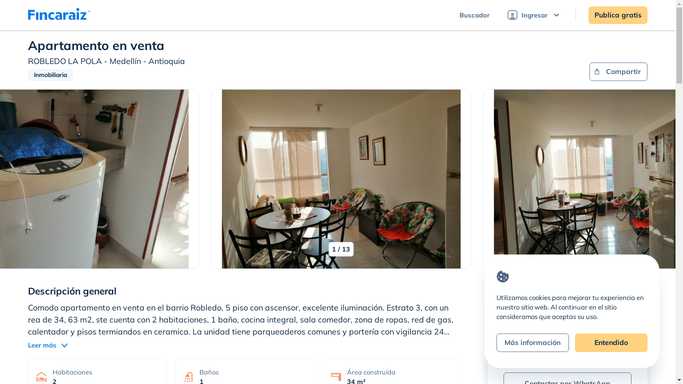 Fincaraiz
Buscador
Ingresar
Publica gratis
Apartamento en venta
ROBLEDO LA POLA - Medellín - Antioquia
Inmobiliaria
Compartir
1 / 13
Descripción general
Comodo apartamento en venta en el barrio Robledo. 5 piso con ascensor, excelente iluminación. Estrato 3, con un
rea de 34, 63 m2, ste cuenta con 2 habitaciones, 1 baño, cocina integral, sala comedor, zona de ropas, red de gas,
calentador y pisos termiandos en ceramica. La unidad tiene parqueaderos comunes y portería con vigilancia 24...
Leer más
Habitaciones
2
Baños
1
Área construida
34 m²
Utilizamos cookies para mejorar tu experiencia en
nuestro sitio web. Al continuar en el sitio
consideramos que aceptas su uso.
Más información
Entendido
Contactar por WhatsApp